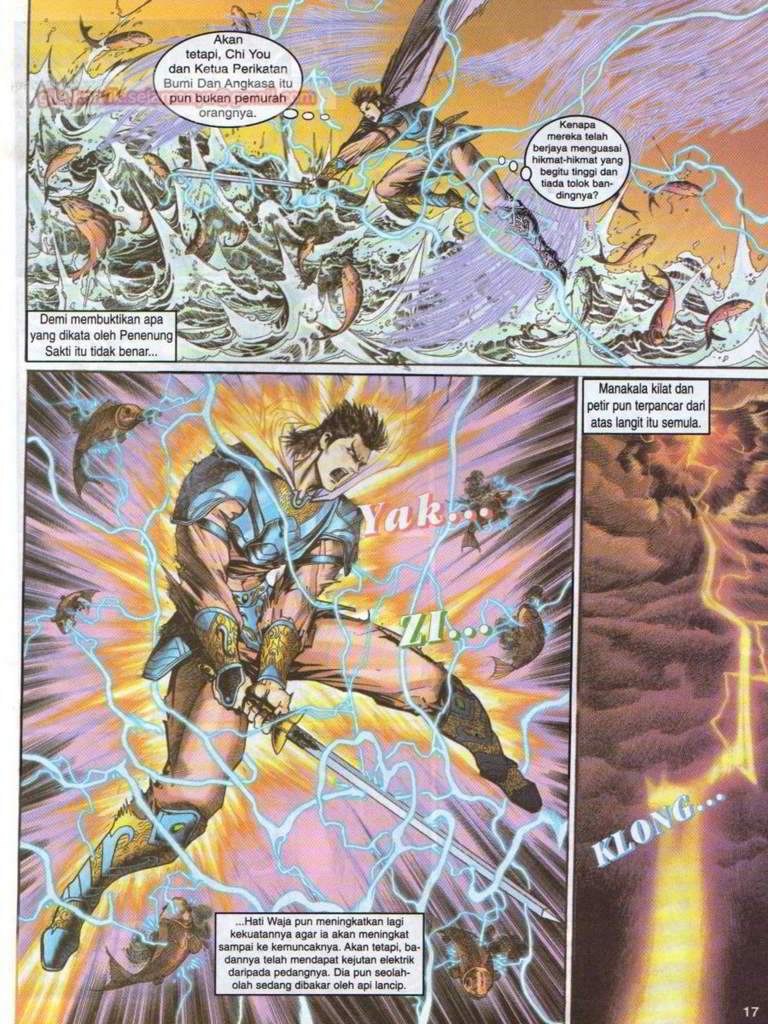 Akan
tetapi, Chi You
dan Ketua Perikatan
Bumi Dan Angkasa itu
pun bukan pemurah
orangnya.
Kenapa
mereka telah
berjaya menguasai
hikmat-hikmat yang
begitu tinggi dan
tiada tolok ban-
dingnya?
Demi membuktikan apa
yang dikata oleh Penenung
Sakti itu tidak benar...
Yak...
ZI...
...Hati Waja pun meningkatkan lagi
kekuatannya agar ia akan meningkat
sampai ke kemuncaknya. Akan tetapi, ba-
dannya telah mendapat kejutan elektrik
daripada pedangnya. Dia pun seolah-
olah sedang dibakar oleh api lancip.
Manakala kilat dan
petir pun terpancar dari
atas langit itu semula.
KLONG...
17